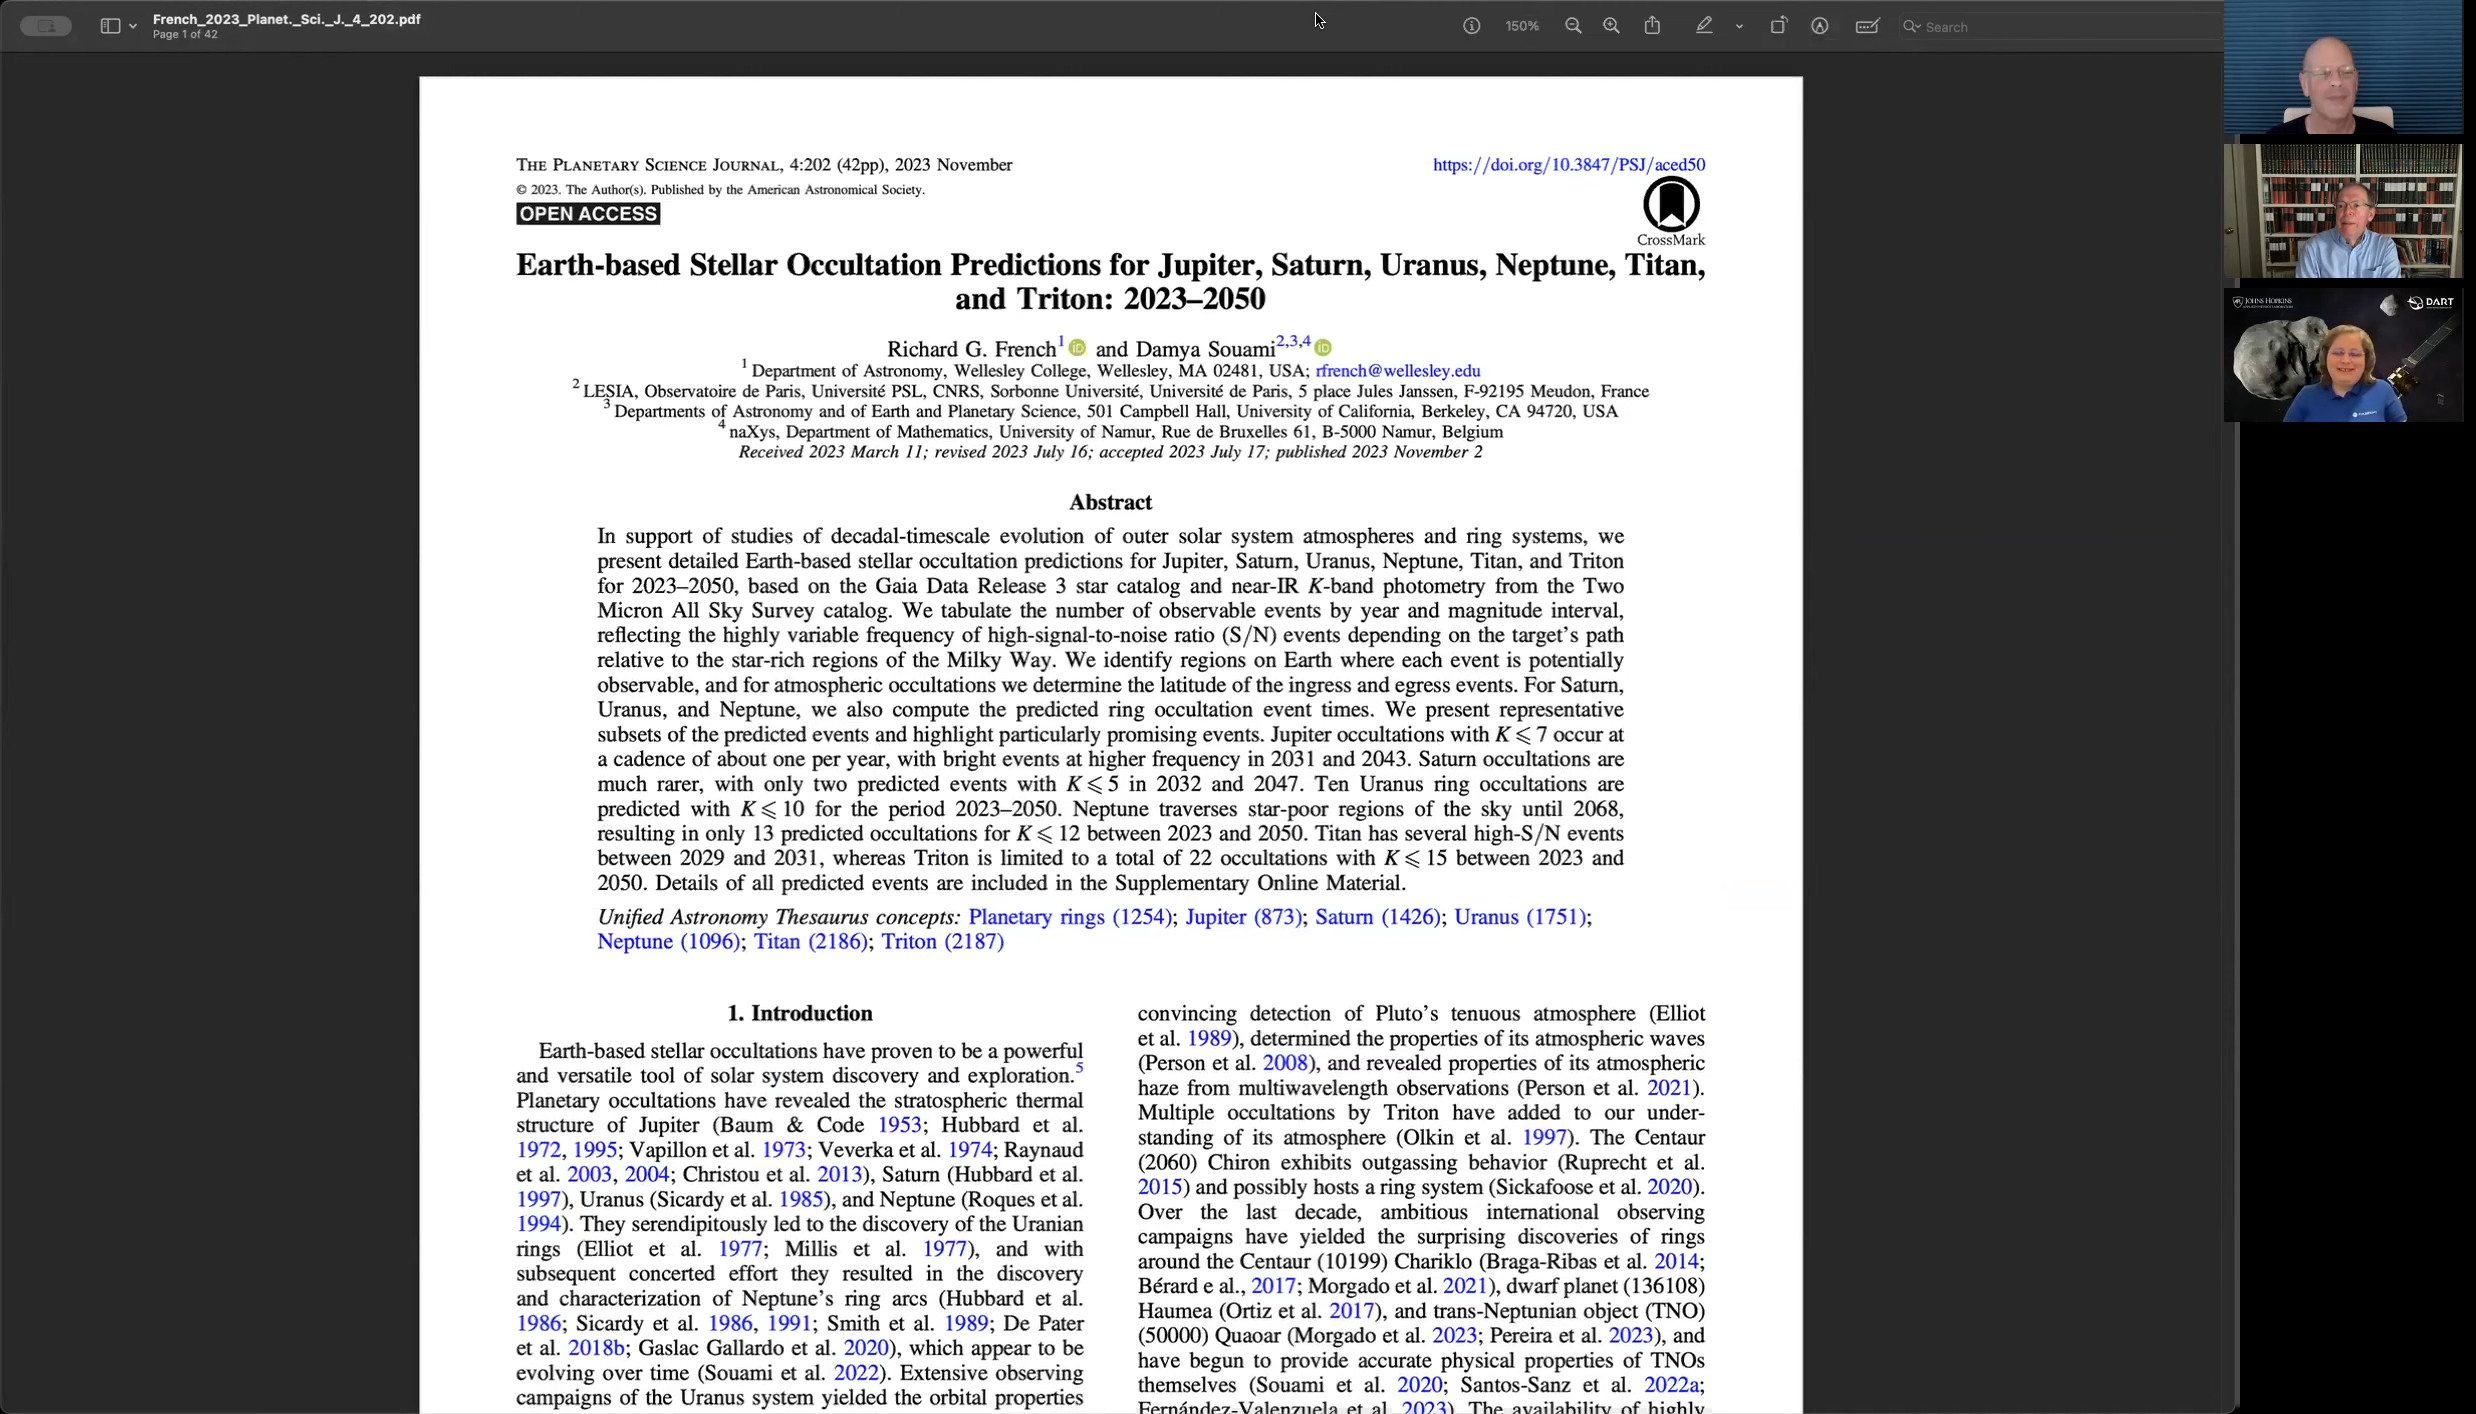 French_2023_Planet._Sci._J._4_202.pdf
Page 1 of 42
150%
Search
THE PLANETARY SCIENCE JOURNAL, 4:202 (42pp), 2023 November
https://doi.org/10.3847/PSJ/aced50
© 2023. The Author(s). Published by the American Astronomical Society.
OPEN ACCESS
CrossMark
Earth-based Stellar Occultation Predictions for Jupiter, Saturn, Uranus, Neptune, Titan,
and Triton: 2023–2050
Richard G. French1 iD and Damya Souami2,3,4 iD
1 Department of Astronomy, Wellesley College, Wellesley, MA 02481, USA; rfrench@wellesley.edu
2 LESIA, Observatoire de Paris, Université PSL, CNRS, Sorbonne Université, Université de Paris, 5 place Jules Janssen, F-92195 Meudon, France
3 Departments of Astronomy and of Earth and Planetary Science, 501 Campbell Hall, University of California, Berkeley, CA 94720, USA
4 naXys, Department of Mathematics, University of Namur, Rue de Bruxelles 61, B-5000 Namur, Belgium
Received 2023 March 11; revised 2023 July 16; accepted 2023 July 17; published 2023 November 2
Abstract
In support of studies of decadal-timescale evolution of outer solar system atmospheres and ring systems, we
present detailed Earth-based stellar occultation predictions for Jupiter, Saturn, Uranus, Neptune, Titan, and Triton
for 2023–2050, based on the Gaia Data Release 3 star catalog and near-IR K-band photometry from the Two
Micron All Sky Survey catalog. We tabulate the number of observable events by year and magnitude interval,
reflecting the highly variable frequency of high-signal-to-noise ratio (S/N) events depending on the target's path
relative to the star-rich regions of the Milky Way. We identify regions on Earth where each event is potentially
observable, and for atmospheric occultations we determine the latitude of the ingress and egress events. For Saturn,
Uranus, and Neptune, we also compute the predicted ring occultation event times. We present representative
subsets of the predicted events and highlight particularly promising events. Jupiter occultations with K ⩽ 7 occur at
a cadence of about one per year, with bright events at higher frequency in 2031 and 2043. Saturn occultations are
much rarer, with only two predicted events with K ⩽ 5 in 2032 and 2047. Ten Uranus ring occultations are
predicted with K ⩽ 10 for the period 2023–2050. Neptune traverses star-poor regions of the sky until 2068,
resulting in only 13 predicted occultations for K ⩽ 12 between 2023 and 2050. Titan has several high-S/N events
between 2029 and 2031, whereas Triton is limited to a total of 22 occultations with K ⩽ 15 between 2023 and
2050. Details of all predicted events are included in the Supplementary Online Material.
Unified Astronomy Thesaurus concepts: Planetary rings (1254); Jupiter (873); Saturn (1426); Uranus (1751);
Neptune (1096); Titan (2186); Triton (2187)
1. Introduction
Earth-based stellar occultations have proven to be a powerful
and versatile tool of solar system discovery and exploration.5
Planetary occultations have revealed the stratospheric thermal
structure of Jupiter (Baum & Code 1953; Hubbard et al.
1972, 1995; Vapillon et al. 1973; Veverka et al. 1974; Raynaud
et al. 2003, 2004; Christou et al. 2013), Saturn (Hubbard et al.
1997), Uranus (Sicardy et al. 1985), and Neptune (Roques et al.
1994). They serendipitously led to the discovery of the Uranian
rings (Elliot et al. 1977; Millis et al. 1977), and with
subsequent concerted effort they resulted in the discovery
and characterization of Neptune's ring arcs (Hubbard et al.
1986; Sicardy et al. 1986, 1991; Smith et al. 1989; De Pater
et al. 2018b; Gaslac Gallardo et al. 2020), which appear to be
evolving over time (Souami et al. 2022). Extensive observing
campaigns of the Uranus system yielded the orbital properties
convincing detection of Pluto's tenuous atmosphere (Elliot
et al. 1989), determined the properties of its atmospheric waves
(Person et al. 2008), and revealed properties of its atmospheric
haze from multiwavelength observations (Person et al. 2021).
Multiple occultations by Triton have added to our under-
standing of its atmosphere (Olkin et al. 1997). The Centaur
(2060) Chiron exhibits outgassing behavior (Ruprecht et al.
2015) and possibly hosts a ring system (Sickafoose et al. 2020).
Over the last decade, ambitious international observing
campaigns have yielded the surprising discoveries of rings
around the Centaur (10199) Chariklo (Braga-Ribas et al. 2014;
Bérard e al., 2017; Morgado et al. 2021), dwarf planet (136108)
Haumea (Ortiz et al. 2017), and trans-Neptunian object (TNO)
(50000) Quaoar (Morgado et al. 2023; Pereira et al. 2023), and
have begun to provide accurate physical properties of TNOs
themselves (Souami et al. 2020; Santos-Sanz et al. 2022a;
Fernández-Valenzuela et al. 2023). The availability of highly
JOHNS HOPKINS
DART